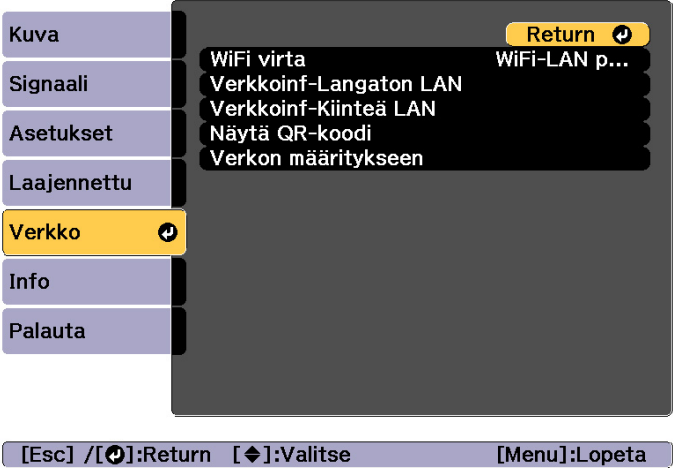 Kuva
Signaali
Asetukset
Laajennettu
Verkko
Info
Palauta
Return
WiFi virta WiFi-LAN p...
Verkkoinf-Langaton LAN
Verkkoinf-Kiinteä LAN
Näytä QR-koodi
Verkon määritykseen
[Esc] /[⏎]:Return [◆]:Valitse [Menu]:Lopeta